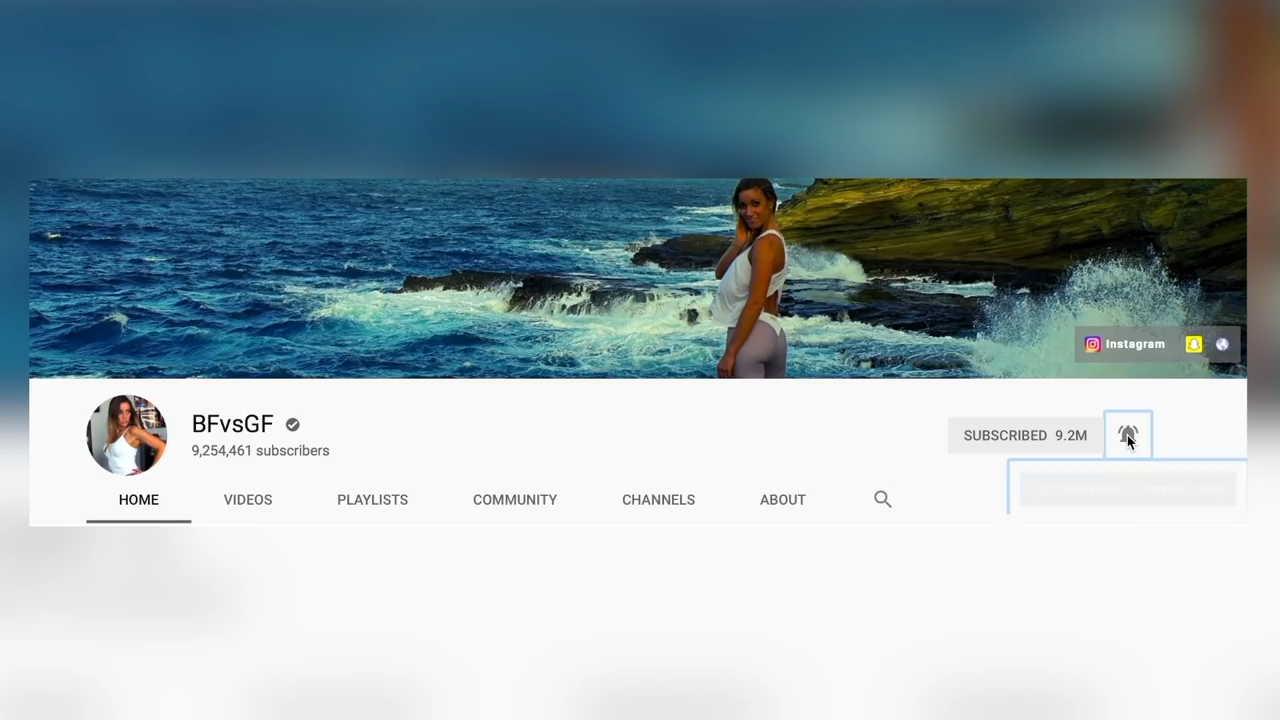 Instagram
BFvsGF
9,254,461 subscribers
SUBSCRIBED 9.2M
HOME VIDEOS PLAYLISTS COMMUNITY CHANNELS ABOUT